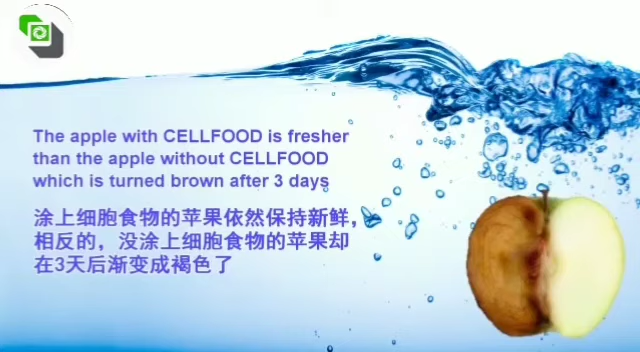 The apple with CELLFOOD is fresher
than the apple without CELLFOOD
which is turned brown after 3 days
涂上细胞食物的苹果依然保持新鲜，
相反的，没涂上细胞食物的苹果却
在3天后渐变成褐色了